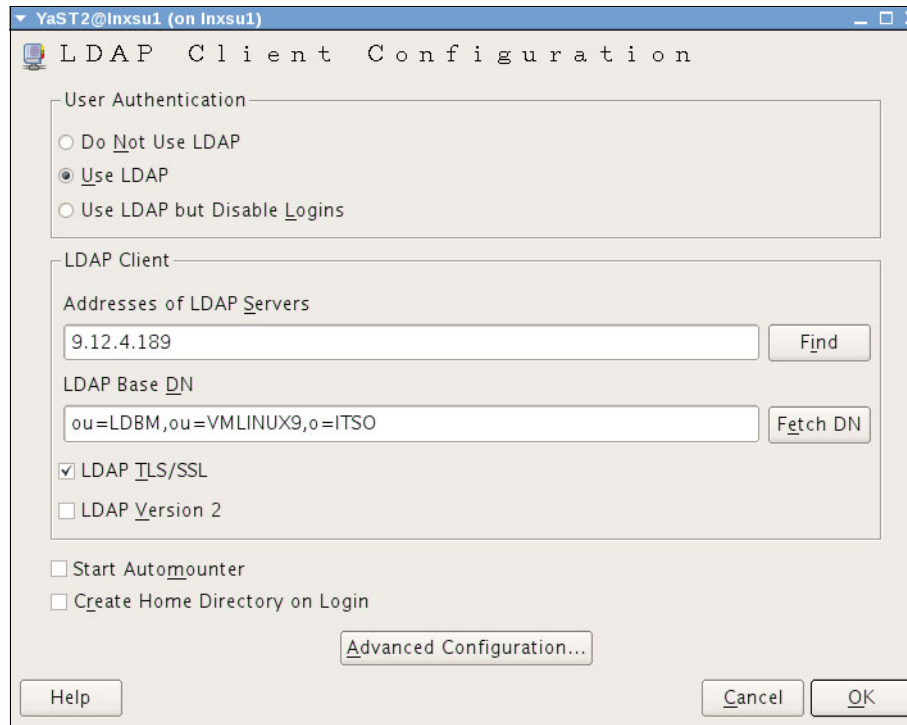 YaST2@lnxsu1 (on lnxsu1)
LDAP Client Configuration
User Authentication
Do Not Use LDAP
Use LDAP
Use LDAP but Disable Logins
LDAP Client
Addresses of LDAP Servers
9.12.4.189 Find
LDAP Base DN
ou=LDBM,ou=VMLINUX9,o=ITSO Fetch DN
LDAP TLS/SSL
LDAP Version 2
Start Automounter
Create Home Directory on Login
Advanced Configuration...
Help Cancel OK